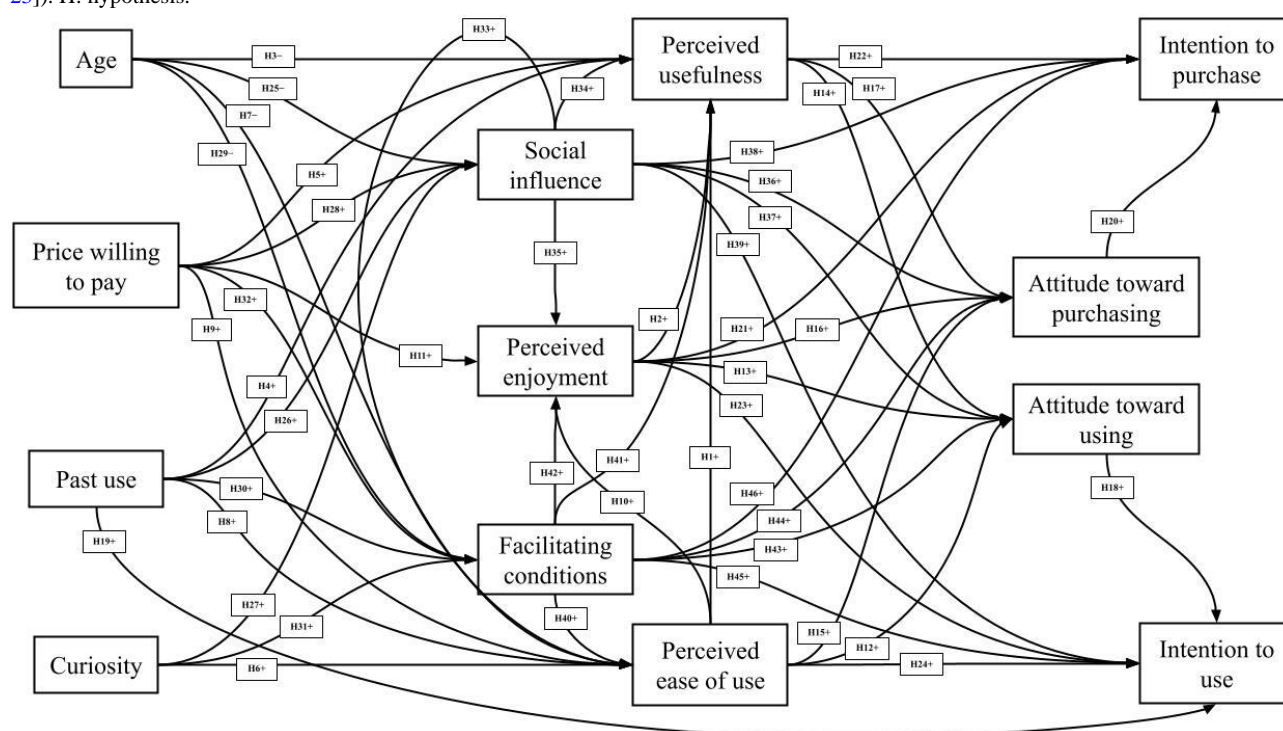 23]). H: hypothesis.
H33+
Age
H3−
Perceived
usefulness
H22+
Intention to
purchase
H25−
H34+
H14+
H17+
H7−
H29−
Social
influence
H38+
H5+
H36+
H28+
H37+
H20+
Price willing
to pay
H35+
H39+
Attitude toward
purchasing
H32+
H9+
H2+
H21+
H16+
H11+
Perceived
enjoyment
H13+
H4+
H23+
Attitude toward
using
H26+
H41+
H1+
Past use
H30+
H42+
H10+
H46+
H18+
H8+
H44+
H19+
H43+
Facilitating
conditions
H45+
H27+
H31+
H40+
H15+
H12+
Curiosity
H6+
Perceived
ease of use
H24+
Intention to
use